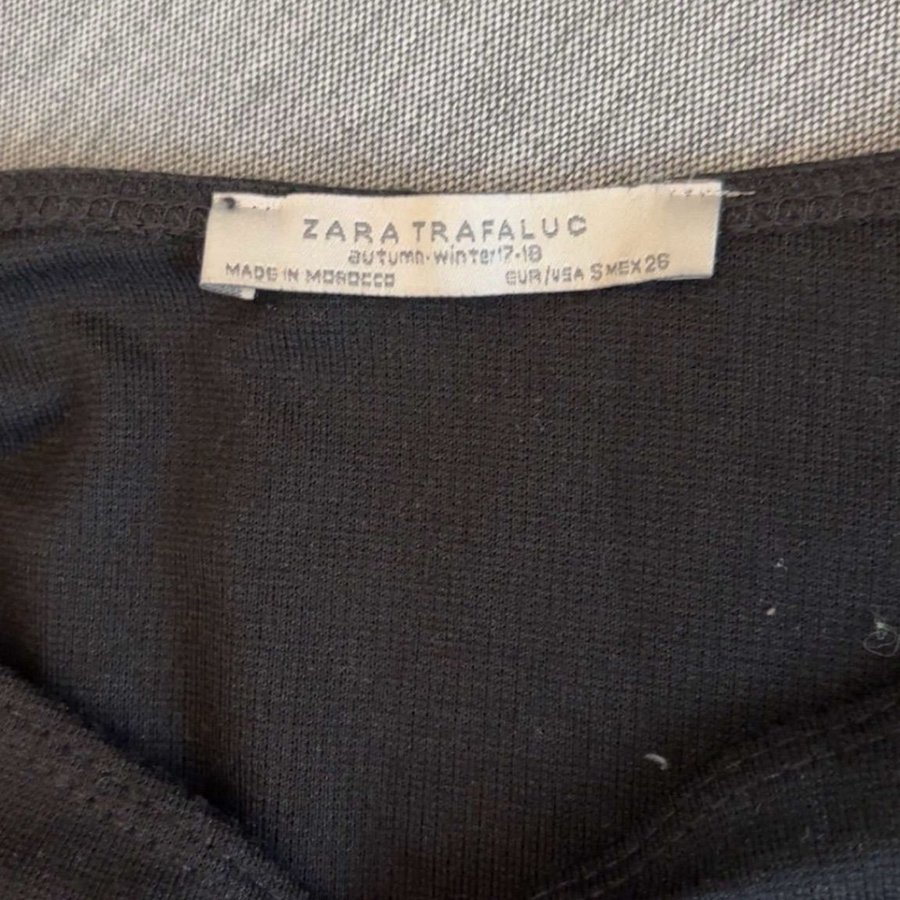 ZARA TRAFALUC
autumn-winter17-18
MADE IN MOROCCO EUR/USA S MEX 26